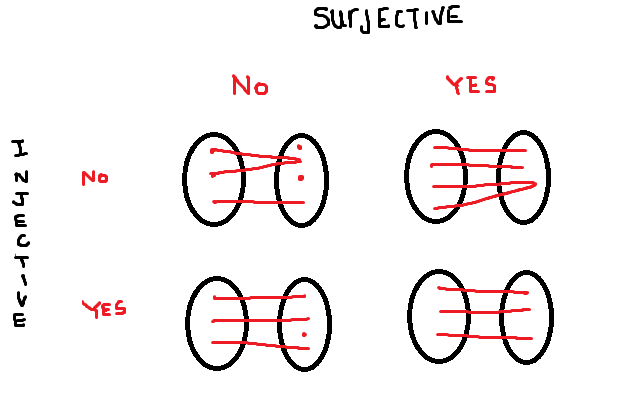 SURJECTIVE
NO YES
INJECTIVE
NO
YES